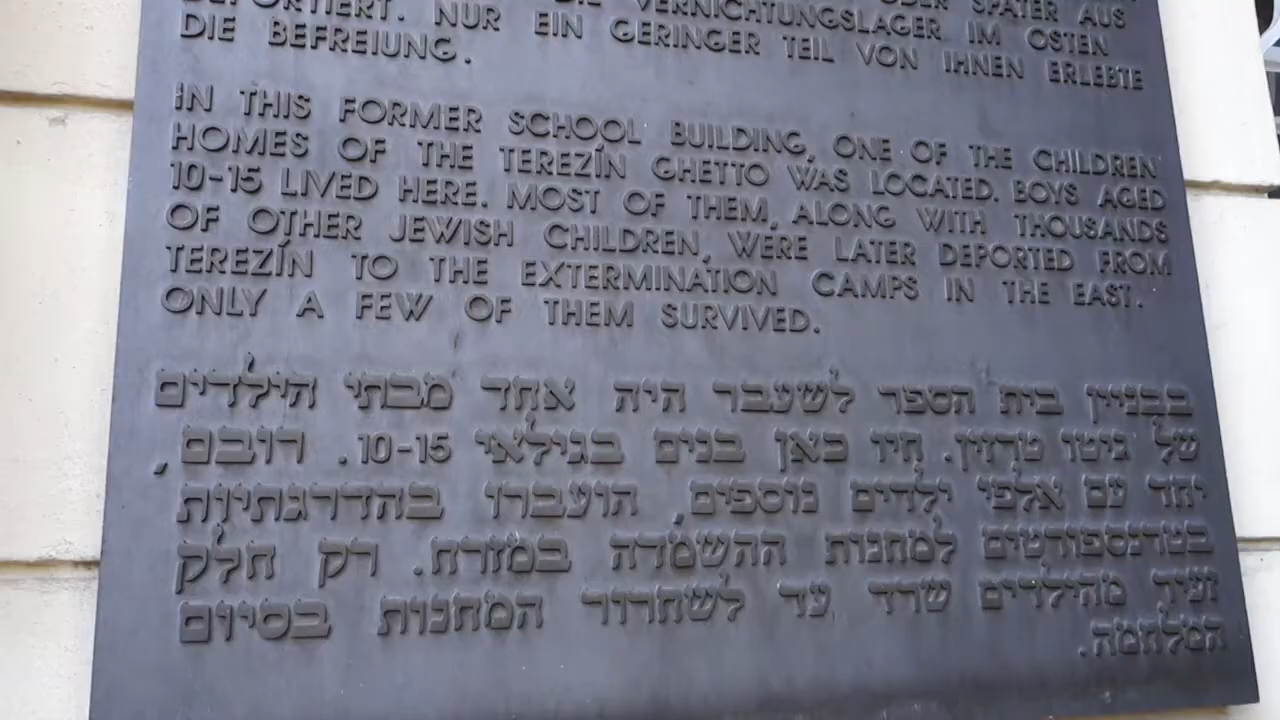 DEPORTIERT. NUR EIN GERINGER TEIL VON IHNEN ERLEBTE
DIE BEFREIUNG.
IN THIS FORMER SCHOOL BUILDING, ONE OF THE CHILDREN
HOMES OF THE TEREZÍN GHETTO WAS LOCATED. BOYS AGED
10-15 LIVED HERE. MOST OF THEM, ALONG WITH THOUSANDS
OF OTHER JEWISH CHILDREN, WERE LATER DEPORTED FROM
TEREZÍN TO THE EXTERMINATION CAMPS IN THE EAST.
ONLY A FEW OF THEM SURVIVED.
בבניין בית הספר לשעבר היה אחד מבתי הילדים
של גיטו טרזין. חיו כאן בנים בגילאי 10-15. רובם,
יחד עם אלפי ילדים נוספים, הועברו בהדרגתיות
בטרנספורטים למחנות ההשמדה במזרח. רק חלק
זעיר מהילדים שרד עד לשחרור המחנות בסיום
המלחמה.